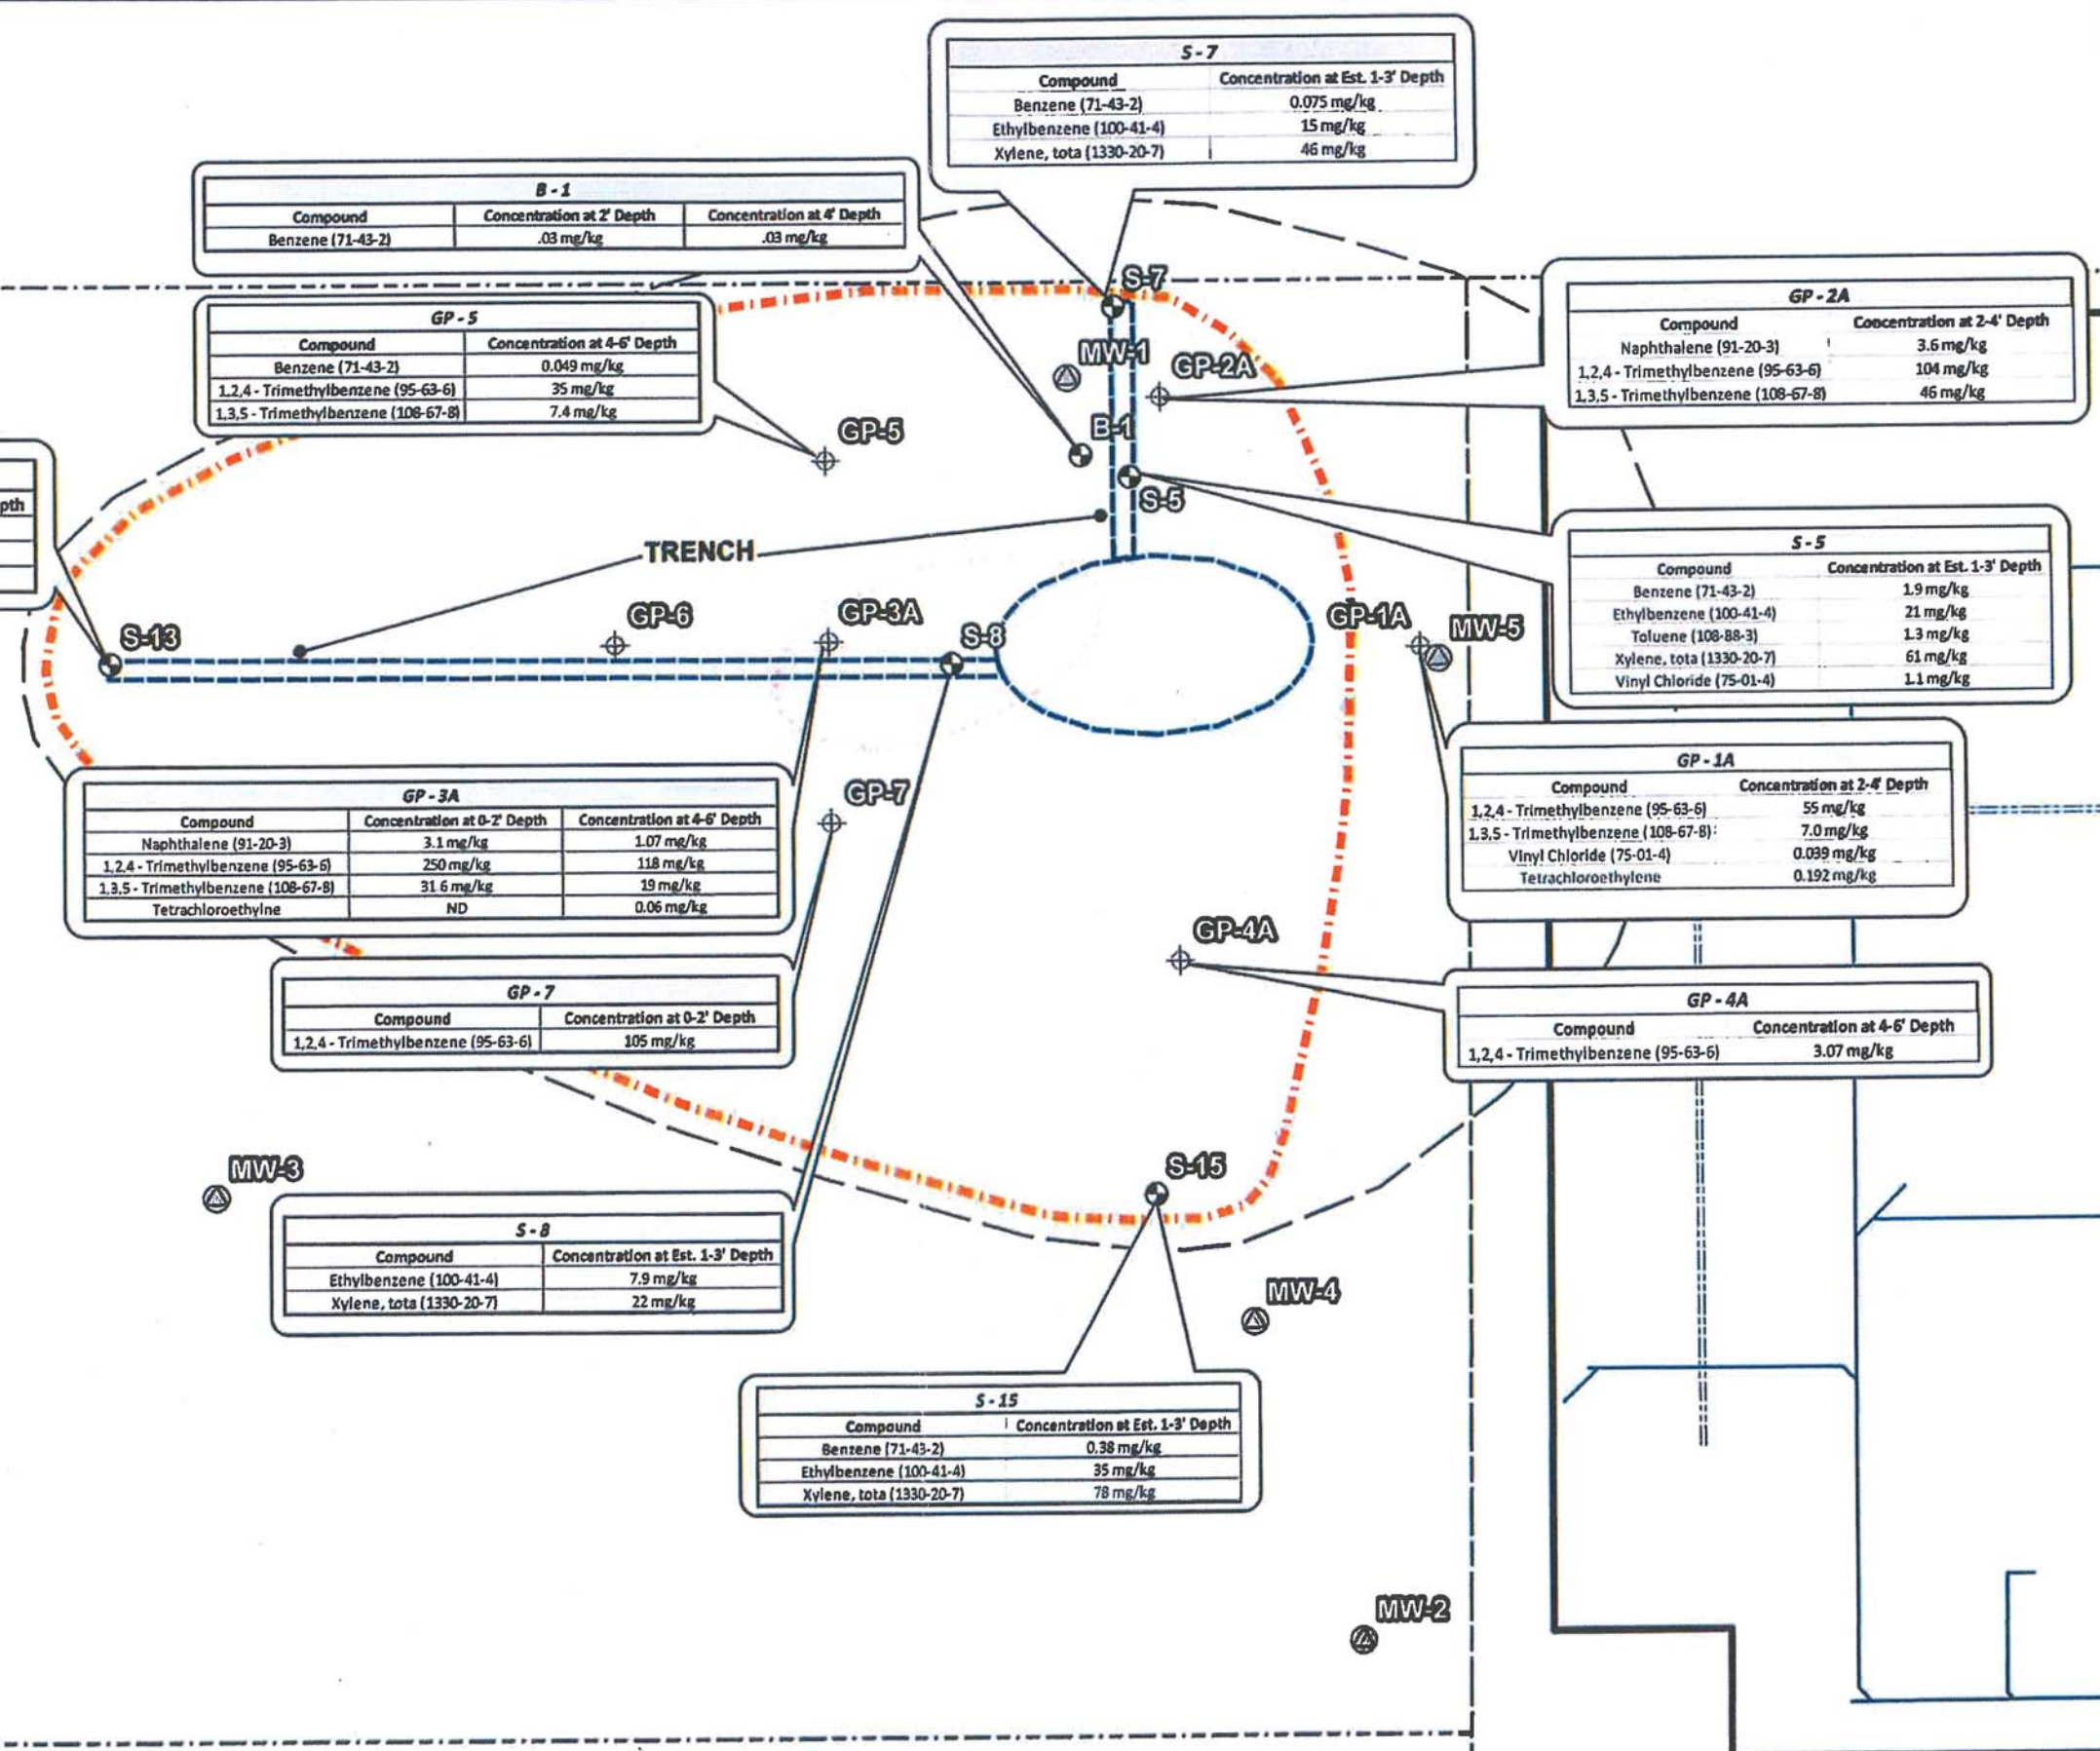 S - 7
Compound Concentration at Est. 1-3' Depth
Benzene (71-43-2) 0.075 mg/kg
Ethylbenzene (100-41-4) 15 mg/kg
Xylene, tota (1330-20-7) 46 mg/kg
B - 1
Compound Concentration at 2' Depth Concentration at 4' Depth
Benzene (71-43-2) .03 mg/kg .03 mg/kg
GP - 5
Compound Concentration at 4-6' Depth
Benzene (71-43-2) 0.049 mg/kg
1,2,4 - Trimethylbenzene (95-63-6) 35 mg/kg
1,3,5 - Trimethylbenzene (108-67-8) 7.4 mg/kg
GP - 2A
Compound Concentration at 2-4' Depth
Naphthalene (91-20-3) 3.6 mg/kg
1,2,4 - Trimethylbenzene (95-63-6) 104 mg/kg
1,3,5 - Trimethylbenzene (108-67-8) 46 mg/kg
S-7
MW-1
GP-2A
B-1
GP-5
S-5
pth
TRENCH
S - 5
Compound Concentration at Est. 1-3' Depth
Benzene (71-43-2) 1.9 mg/kg
Ethylbenzene (100-41-4) 21 mg/kg
Toluene (108-88-3) 1.3 mg/kg
Xylene, tota (1330-20-7) 61 mg/kg
Vinyl Chloride (75-01-4) 1.1 mg/kg
S-13
GP-6
GP-3A
S-8
GP-1A
MW-5
GP - 1A
Compound Concentration at 2-4' Depth
1,2,4 - Trimethylbenzene (95-63-6) 55 mg/kg
1,3,5 - Trimethylbenzene (108-67-8) 7.0 mg/kg
Vinyl Chloride (75-01-4) 0.039 mg/kg
Tetrachloroethylene 0.192 mg/kg
GP - 3A
Compound Concentration at 0-2' Depth Concentration at 4-6' Depth
Naphthalene (91-20-3) 3.1 mg/kg 1.07 mg/kg
1,2,4 - Trimethylbenzene (95-63-6) 250 mg/kg 118 mg/kg
1,3,5 - Trimethylbenzene (108-67-8) 31 6 mg/kg 19 mg/kg
Tetrachloroethylne ND 0.06 mg/kg
GP-7
GP-4A
GP - 7
Compound Concentration at 0-2' Depth
1,2,4 - Trimethylbenzene (95-63-6) 105 mg/kg
GP - 4A
Compound Concentration at 4-6' Depth
1,2,4 - Trimethylbenzene (95-63-6) 3.07 mg/kg
MW-3
S-15
S - 8
Compound Concentration at Est. 1-3' Depth
Ethylbenzene (100-41-4) 7.9 mg/kg
Xylene, tota (1330-20-7) 22 mg/kg
MW-4
S - 15
Compound Concentration at Est. 1-3' Depth
Benzene (71-43-2) 0.38 mg/kg
Ethylbenzene (100-41-4) 35 mg/kg
Xylene, tota (1330-20-7) 78 mg/kg
MW-2